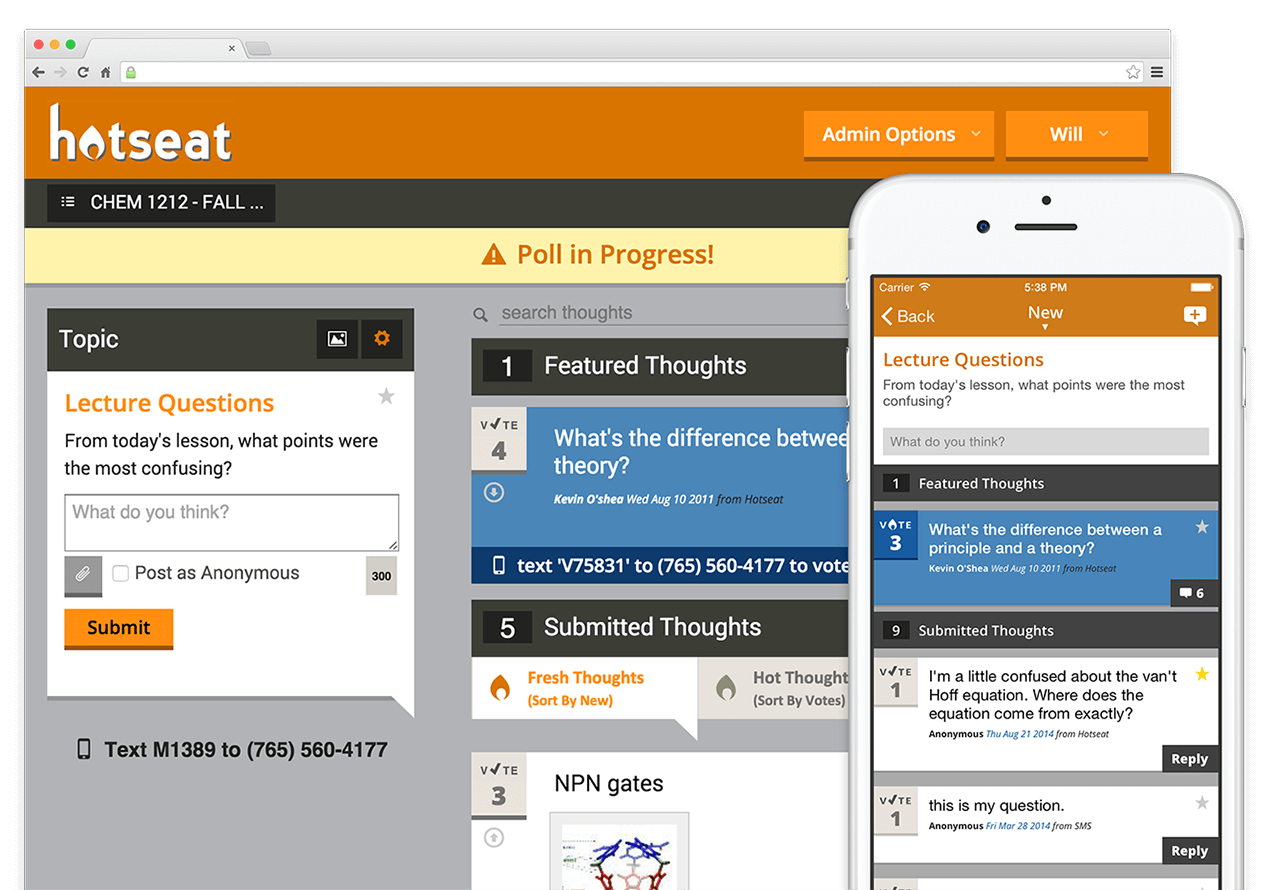 hotseat
Admin Options
Will
CHEM 1212 - FALL ...
Poll in Progress!
Topic
Lecture Questions
From today's lesson, what points were
the most confusing?
What do you think?
Post as Anonymous
300
Submit
Text M1389 to (765) 560-4177
search thoughts
1 Featured Thoughts
VOTE
4
What's the difference betwee
theory?
Kevin O'shea Wed Aug 10 2011 from Hotseat
text 'V75831' to (765) 560-4177 to vote
5 Submitted Thoughts
Fresh Thoughts
(Sort By New)
Hot Thought
(Sort By Votes)
VOTE
3
NPN gates
Carrier
5:38 PM
Back
New
Lecture Questions
From today's lesson, what points were the most
confusing?
What do you think?
1 Featured Thoughts
VOTE
3
What's the difference between a
principle and a theory?
Kevin O'Shea Wed Aug 10 2011 from Hotseat
6
9 Submitted Thoughts
VOTE
1
I'm a little confused about the van't
Hoff equation. Where does the
equation come from exactly?
Anonymous Thu Aug 21 2014 from Hotseat
Reply
VOTE
1
this is my question.
Anonymous Fri Mar 28 2014 from SMS
Reply